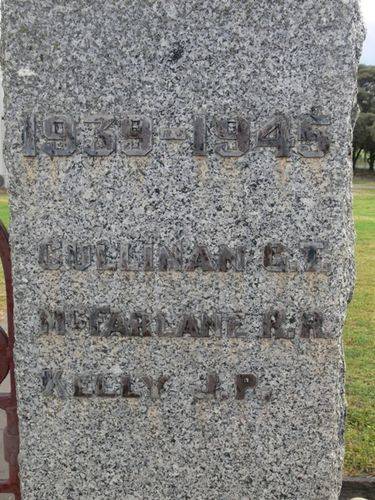 1939-1945
CULLINAN C.T.
McFARLANE R.R.
KELLY J.P.